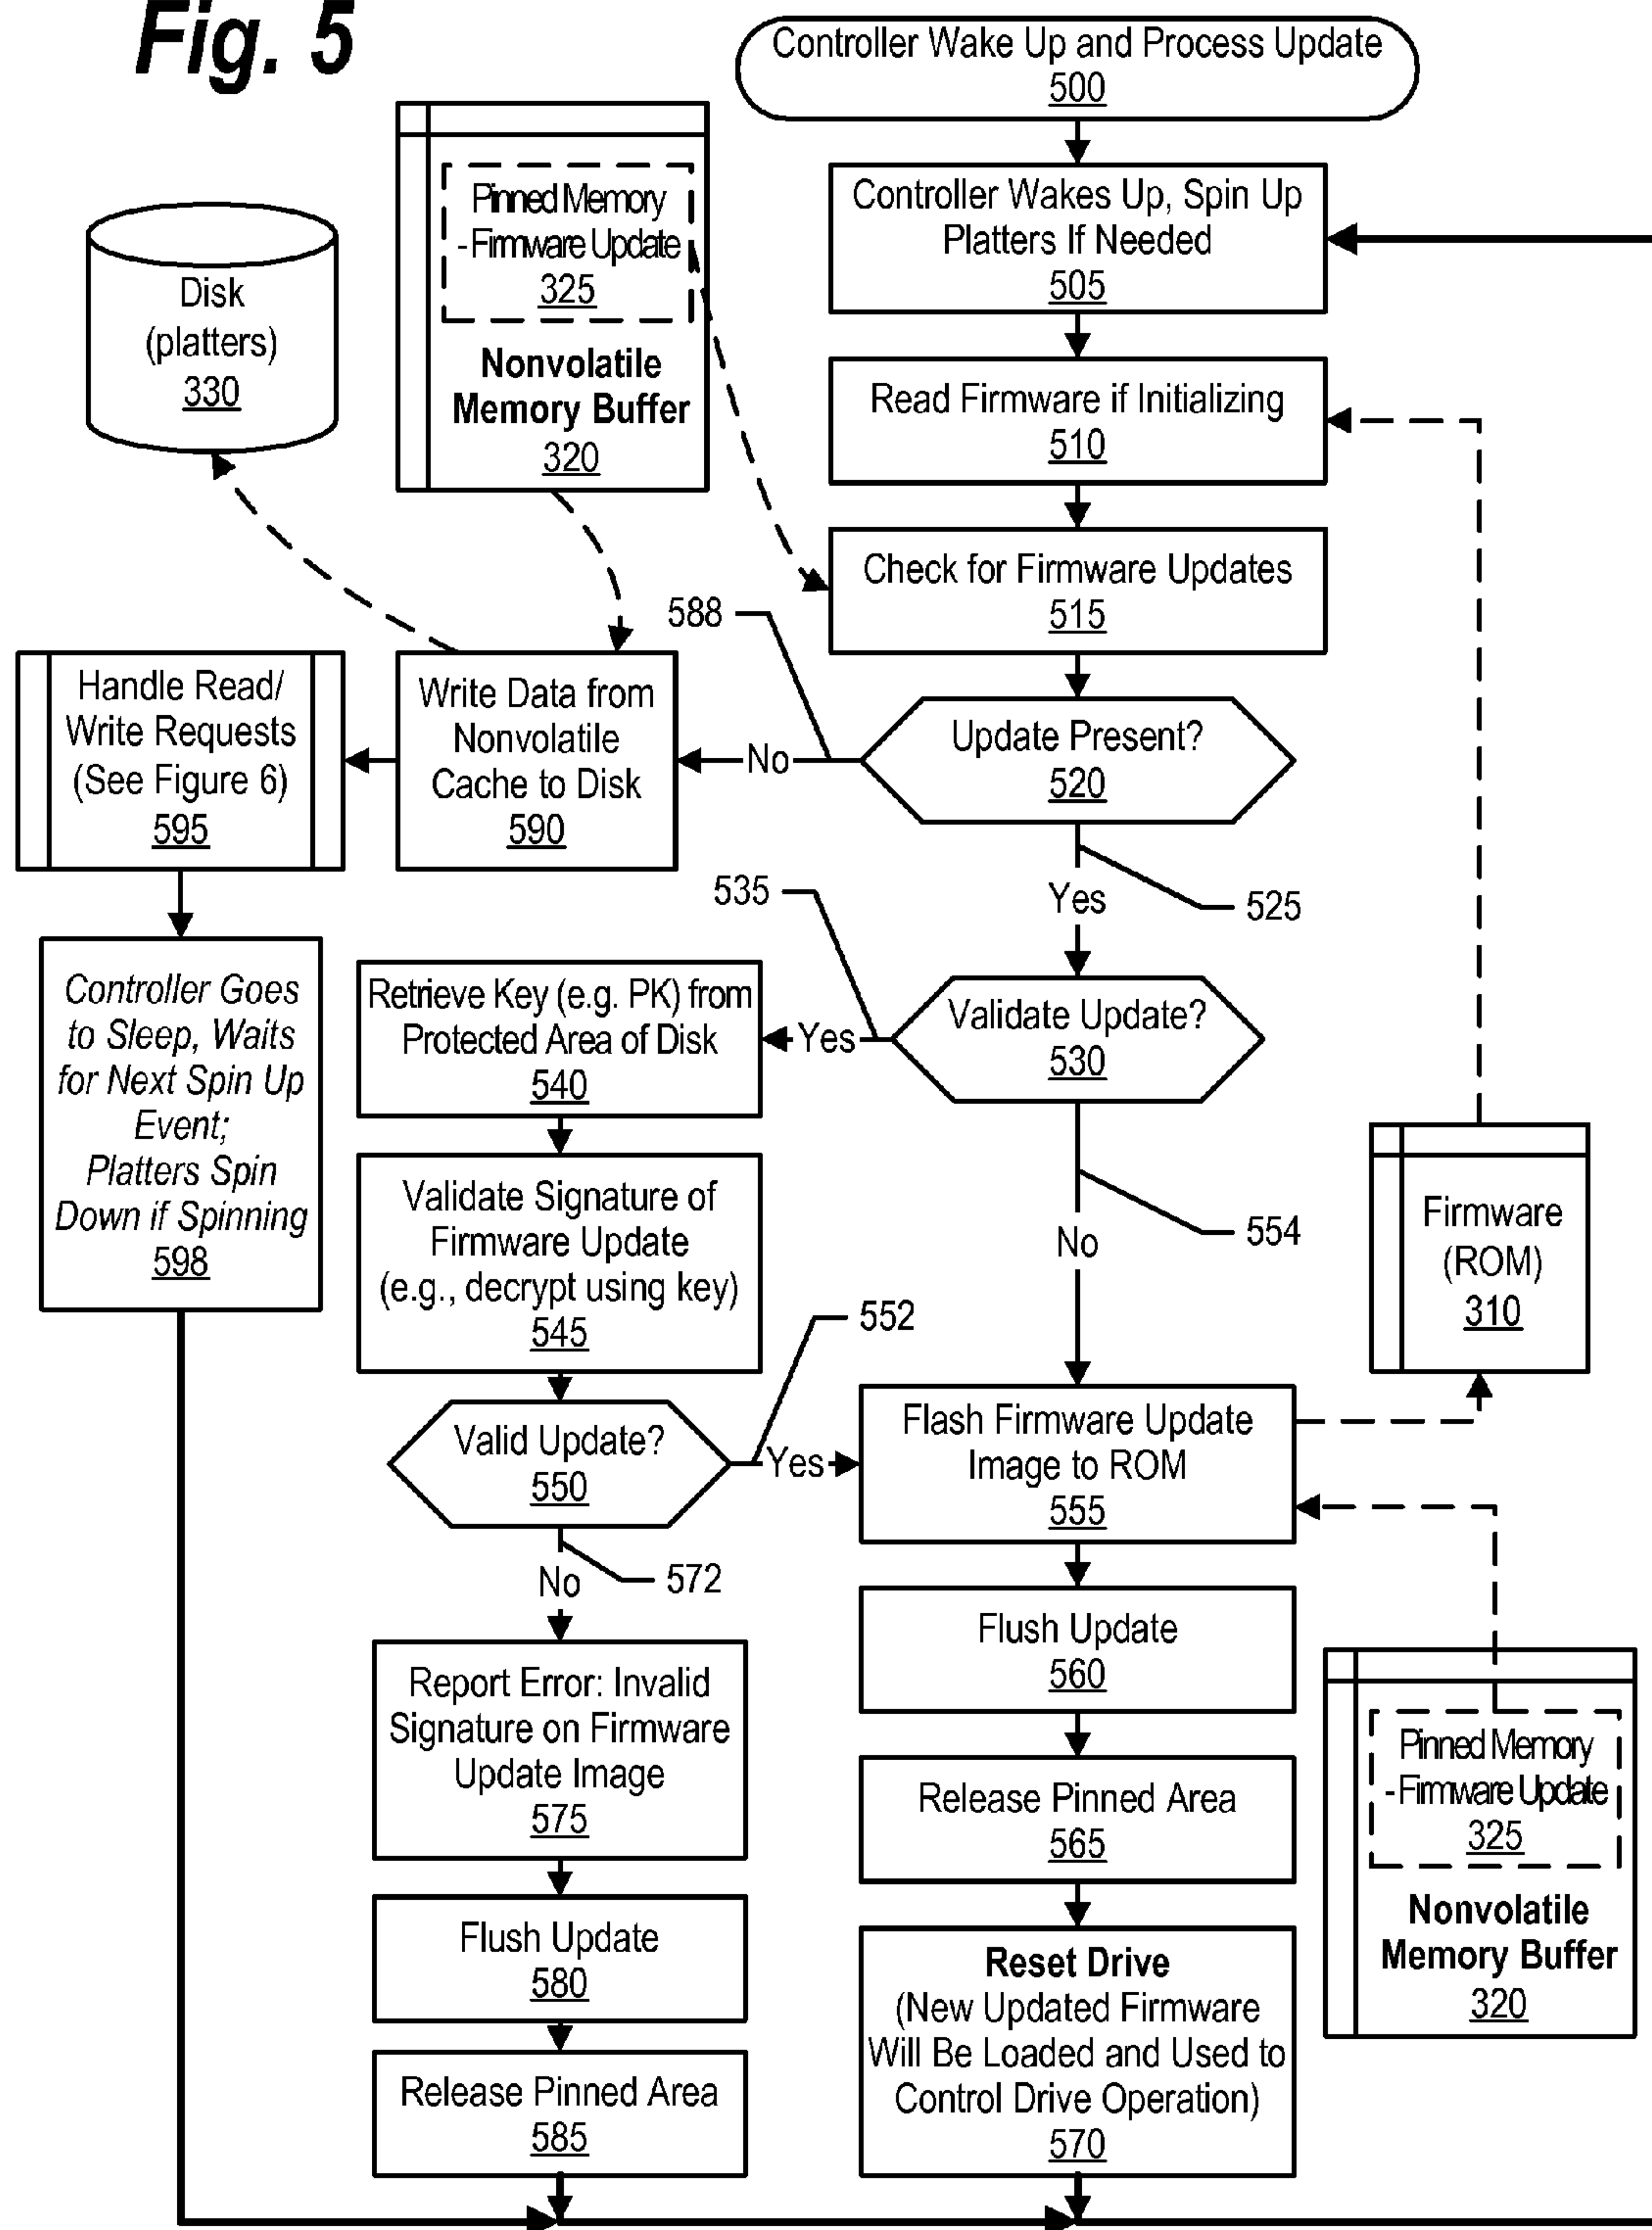 Fig. 5
Controller Wake Up and Process Update
500
Controller Wakes Up, Spin Up
Platters If Needed
505
Pinned Memory
-Firmware Update
325
Nonvolatile
Memory Buffer
320
Disk
(platters)
330
Read Firmware if Initializing
510
Check for Firmware Updates
515
588
Update Present?
520
No
Write Data from
Nonvolatile
Cache to Disk
590
Handle Read/
Write Requests
(See Figure 6)
595
Yes
525
535
Validate Update?
530
Yes
Retrieve Key (e.g. PK) from
Protected Area of Disk
540
Controller Goes
to Sleep, Waits
for Next Spin Up
Event;
Platters Spin
Down if Spinning
598
Validate Signature of
Firmware Update
(e.g., decrypt using key)
545
No
554
Firmware
(ROM)
310
552
Valid Update?
550
Yes
Flash Firmware Update
Image to ROM
555
No
572
Flush Update
560
Report Error: Invalid
Signature on Firmware
Update Image
575
Release Pinned Area
565
Pinned Memory
-Firmware Update
325
Nonvolatile
Memory Buffer
320
Flush Update
580
Reset Drive
(New Updated Firmware
Will Be Loaded and Used to
Control Drive Operation)
570
Release Pinned Area
585